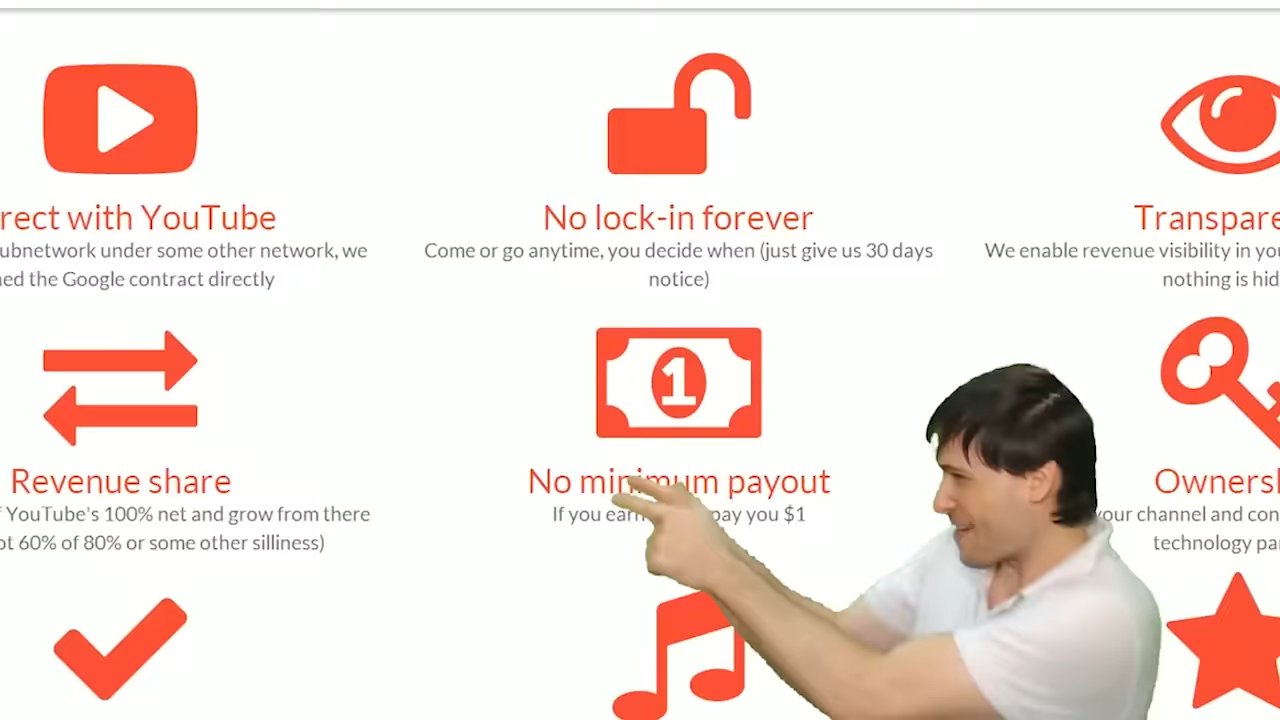 rect with YouTube
ubnetwork under some other network, we
ned the Google contract directly
No lock-in forever
Come or go anytime, you decide when (just give us 30 days
notice)
Transpare
We enable revenue visibility in you
nothing is hid
1
Revenue share
f YouTube's 100% net and grow from there
ot 60% of 80% or some other silliness)
No minimum payout
If you earn pay you $1
Ownersh
your channel and con
technology pa